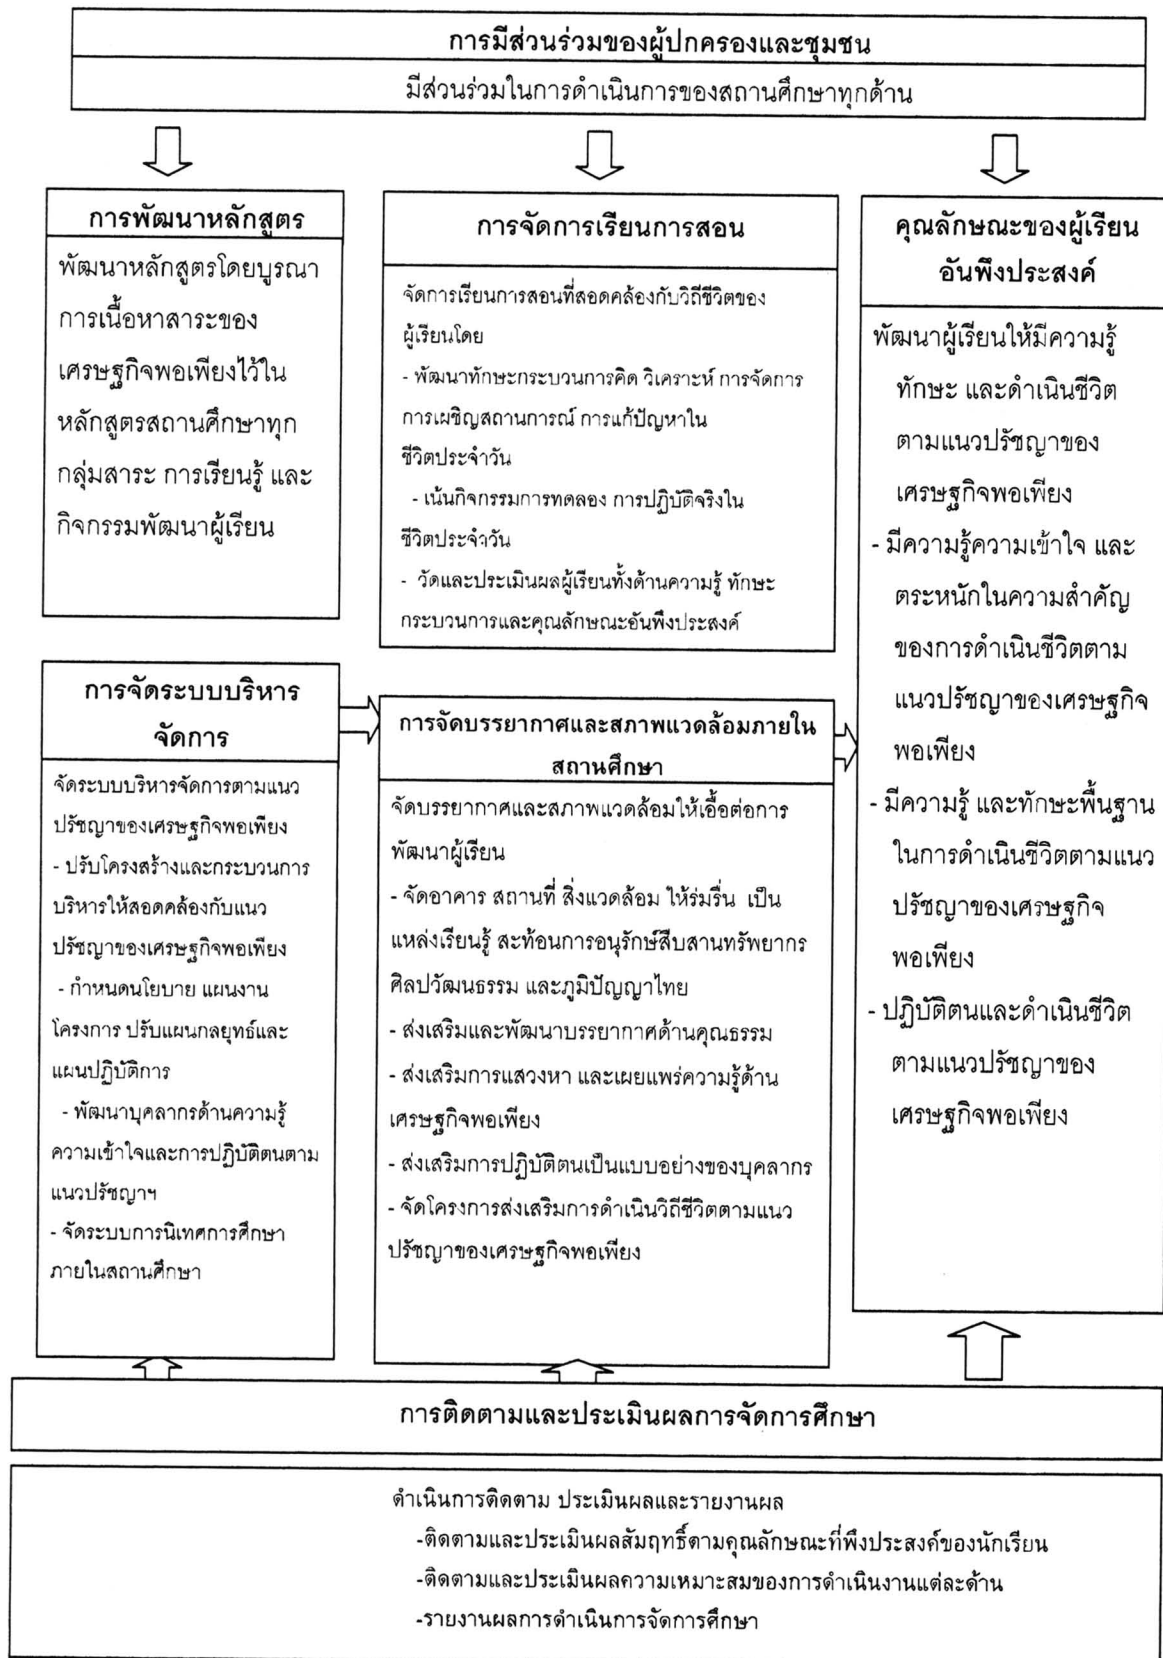 การมีส่วนร่วมของผู้ปกครองและชุมชน
มีส่วนร่วมในการดำเนินการของสถานศึกษาทุกด้าน
การพัฒนาหลักสูตร
พัฒนาหลักสูตรโดยบูรณา
การเนื้อหาสาระของ
เศรษฐกิจพอเพียงไว้ใน
หลักสูตรสถานศึกษาทุก
กลุ่มสาระ การเรียนรู้ และ
กิจกรรมพัฒนาผู้เรียน
การจัดการเรียนการสอน
จัดการเรียนการสอนที่สอดคล้องกับวิถีชีวิตของ
ผู้เรียนโดย
- พัฒนาทักษะกระบวนการคิด วิเคราะห์ การจัดการ
การเผชิญสถานการณ์ การแก้ปัญหาใน
ชีวิตประจำวัน
- เน้นกิจกรรมการทดลอง การปฏิบัติจริงใน
ชีวิตประจำวัน
- วัดและประเมินผลผู้เรียนทั้งด้านความรู้ ทักษะ
กระบวนการและคุณลักษณะอันพึงประสงค์
คุณลักษณะของผู้เรียน
อันพึงประสงค์
พัฒนาผู้เรียนให้มีความรู้
ทักษะ และดำเนินชีวิต
ตามแนวปรัชญาของ
เศรษฐกิจพอเพียง
- มีความรู้ความเข้าใจ และ
ตระหนักในความสำคัญ
ของการดำเนินชีวิตตาม
แนวปรัชญาของเศรษฐกิจ
พอเพียง
- มีความรู้ และทักษะพื้นฐาน
ในการดำเนินชีวิตตามแนว
ปรัชญาของเศรษฐกิจ
พอเพียง
- ปฏิบัติตนและดำเนินชีวิต
ตามแนวปรัชญาของ
เศรษฐกิจพอเพียง
การจัดระบบบริหาร
จัดการ
จัดระบบบริหารจัดการตามแนว
ปรัชญาของเศรษฐกิจพอเพียง
- ปรับโครงสร้างและกระบวนการ
บริหารให้สอดคล้องกับแนว
ปรัชญาของเศรษฐกิจพอเพียง
- กำหนดนโยบาย แผนงาน
โครงการ ปรับแผนกลยุทธ์และ
แผนปฏิบัติการ
- พัฒนาบุคลากรด้านความรู้
ความเข้าใจและการปฏิบัติตนตาม
แนวปรัชญาฯ
- จัดระบบการนิเทศการศึกษา
ภายในสถานศึกษา
การจัดบรรยากาศและสภาพแวดล้อมภายใน
สถานศึกษา
จัดบรรยากาศและสภาพแวดล้อมให้เอื้อต่อการ
พัฒนาผู้เรียน
- จัดอาคาร สถานที่ สิ่งแวดล้อม ให้ร่มรื่น เป็น
แหล่งเรียนรู้ สะท้อนการอนุรักษ์สืบสานทรัพยากร
ศิลปวัฒนธรรม และภูมิปัญญาไทย
- ส่งเสริมและพัฒนาบรรยากาศด้านคุณธรรม
- ส่งเสริมการแสวงหา และเผยแพร่ความรู้ด้าน
เศรษฐกิจพอเพียง
- ส่งเสริมการปฏิบัติตนเป็นแบบอย่างของบุคลากร
- จัดโครงการส่งเสริมการดำเนินวิถีชีวิตตามแนว
ปรัชญาของเศรษฐกิจพอเพียง
การติดตามและประเมินผลการจัดการศึกษา
ดำเนินการติดตาม ประเมินผลและรายงานผล
-ติดตามและประเมินผลสัมฤทธิ์ตามคุณลักษณะที่พึงประสงค์ของนักเรียน
-ติดตามและประเมินผลความเหมาะสมของการดำเนินงานแต่ละด้าน
-รายงานผลการดำเนินการจัดการศึกษา